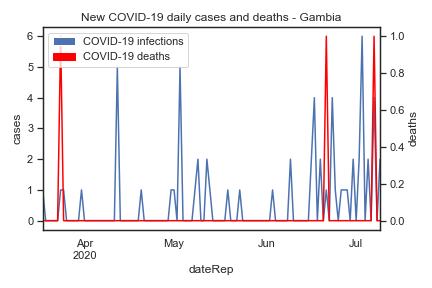 New COVID-19 daily cases and deaths - Gambia
COVID-19 infections
COVID-19 deaths
cases
deaths
6
5
4
3
2
1
0
1.0
0.8
0.6
0.4
0.2
0.0
Apr
2020
May
Jun
Jul
dateRep